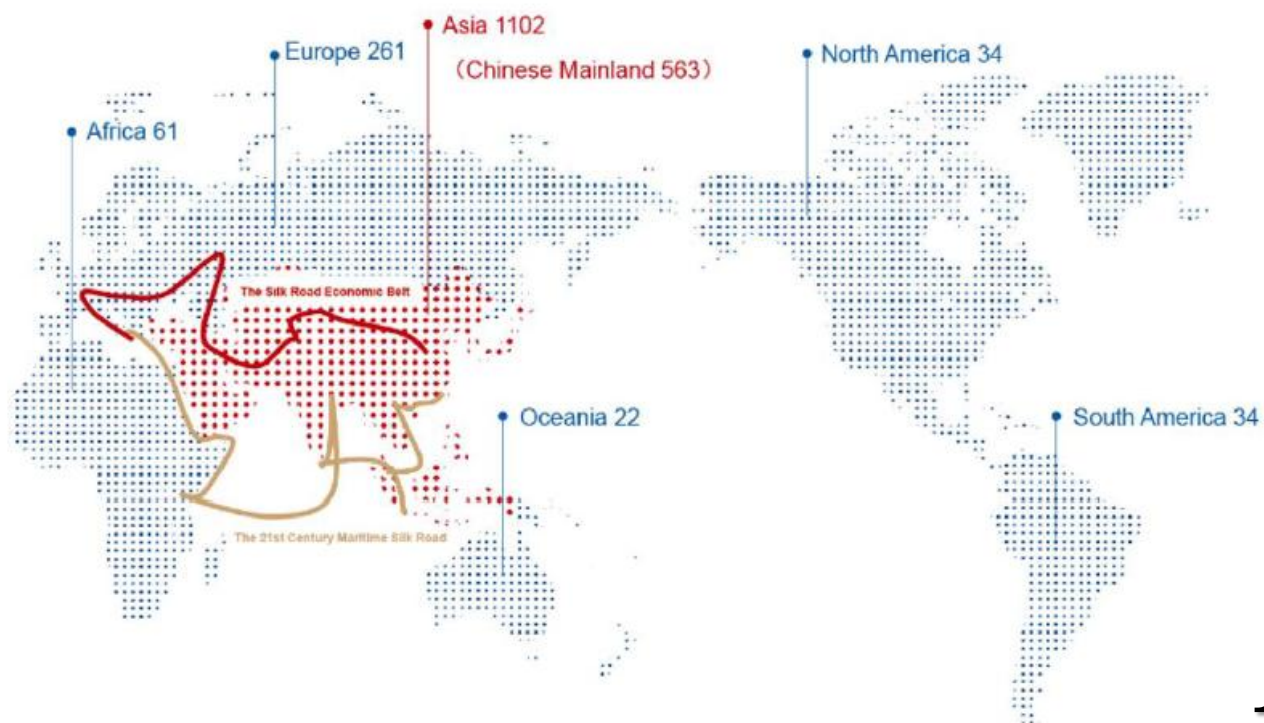 Asia 1102
（Chinese Mainland 563）
Europe 261
North America 34
Africa 61
The Silk Road Economic Belt
Oceania 22
South America 34
The 21st Century Maritime Silk Road